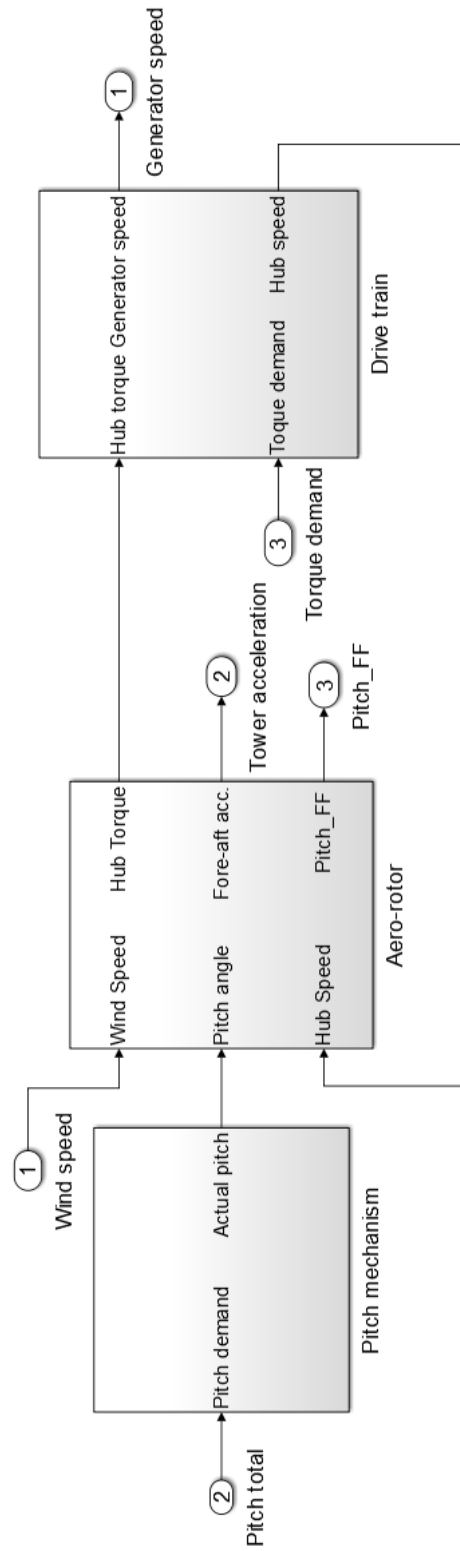 1
Wind speed
2
Pitch total
Pitch demand
Actual pitch
Pitch mechanism
Wind Speed
Hub Torque
Pitch angle
Fore-aft acc.
Hub Speed
Pitch_FF
Aero-rotor
2
Tower acceleration
3
Pitch_FF
3
Torque demand
Hub torque
Generator speed
Toque demand
Hub speed
Drive train
1
Generator speed